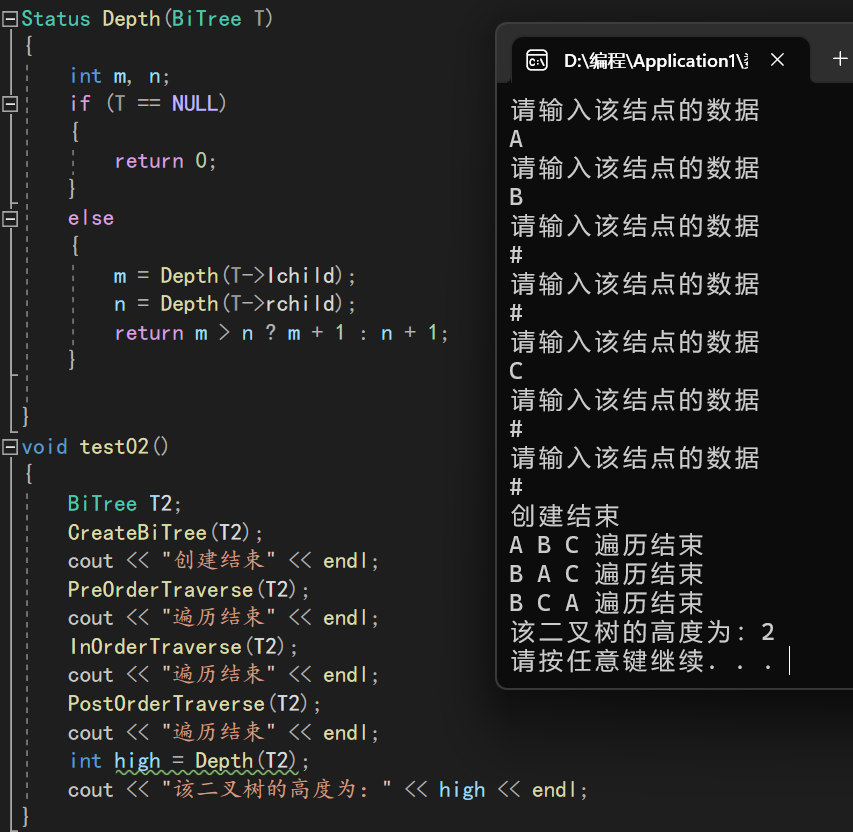 Status Depth(BiTree T)
{
int m, n;
if (T == NULL)
{
return 0;
}
else
{
m = Depth(T->lchild);
n = Depth(T->rchild);
return m > n ? m + 1 : n + 1;
}
}
void test02()
{
BiTree T2;
CreateBiTree(T2);
cout << "创建结束" << endl;
PreOrderTraverse(T2);
cout << "遍历结束" << endl;
InOrderTraverse(T2);
cout << "遍历结束" << endl;
PostOrderTraverse(T2);
cout << "遍历结束" << endl;
int high = Depth(T2);
cout << "该二叉树的高度为：" << high << endl;
}
D:\编程\Application1\
请输入该结点的数据
A
请输入该结点的数据
B
请输入该结点的数据
#
请输入该结点的数据
#
请输入该结点的数据
C
请输入该结点的数据
#
请输入该结点的数据
#
创建结束
A B C 遍历结束
B A C 遍历结束
B C A 遍历结束
该二叉树的高度为：2
请按任意键继续. . .